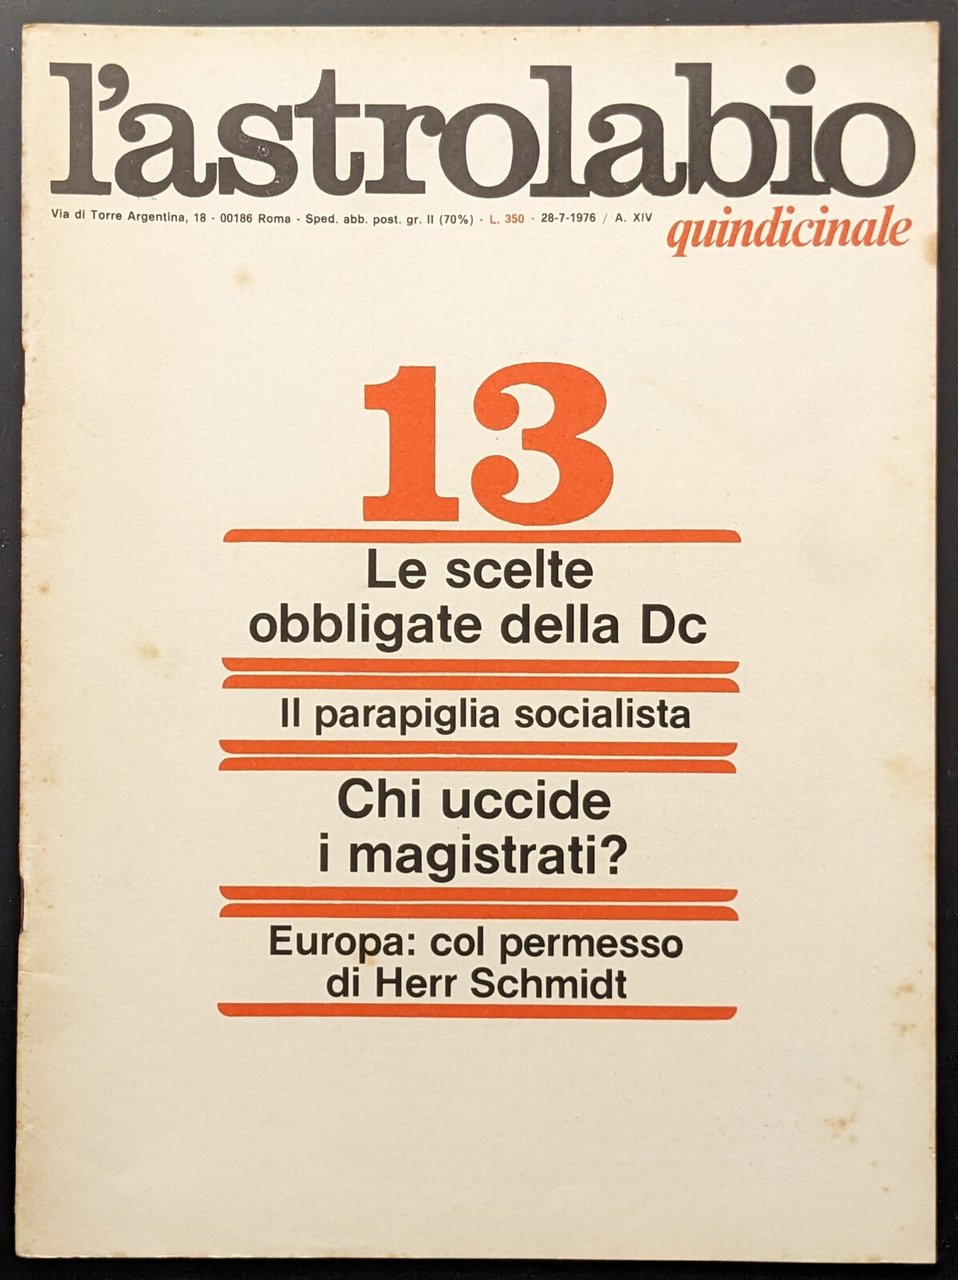 l'astrolabio
Via di Torre Argentina, 18 - 00186 Roma - Sped. abb. post. gr. II (70%) - L. 350 - 28-7-1976 / A. XIV
quindicinale
13
Le scelte
obbligate della Dc
Il parapiglia socialista
Chi uccide
i magistrati?
Europa: col permesso
di Herr Schmidt